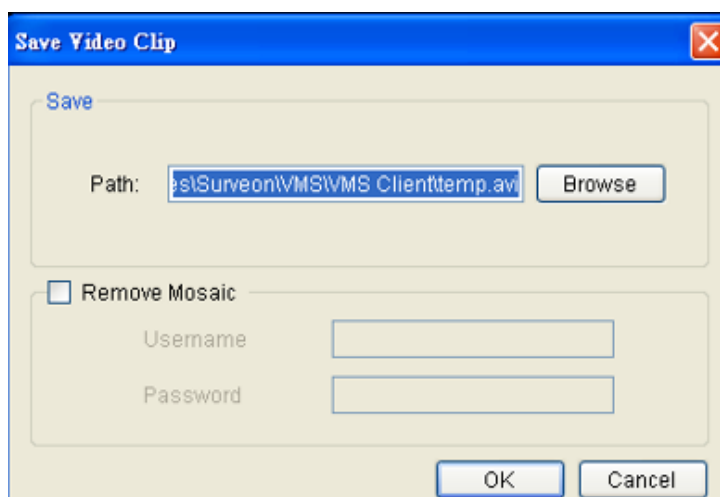 Save Video Clip
Save
Path: es\Surveon\VMS\VMS Client\temp.avi Browse
Remove Mosaic
Username
Password
OK Cancel